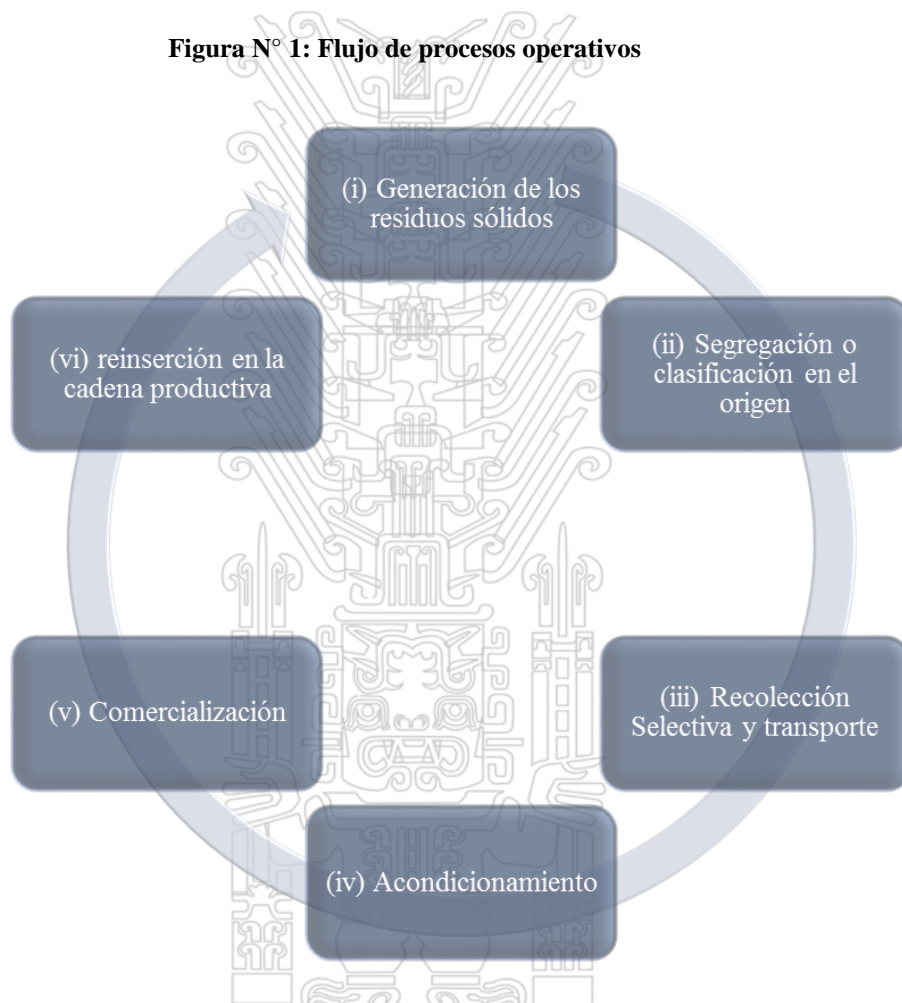 Figura N° 1: Flujo de procesos operativos
(i) Generación de los
residuos sólidos
(ii) Segregación o
clasificación en el
origen
(iii) Recolección
Selectiva y transporte
(iv) Acondicionamiento
(v) Comercialización
(vi) reinserción en la
cadena productiva